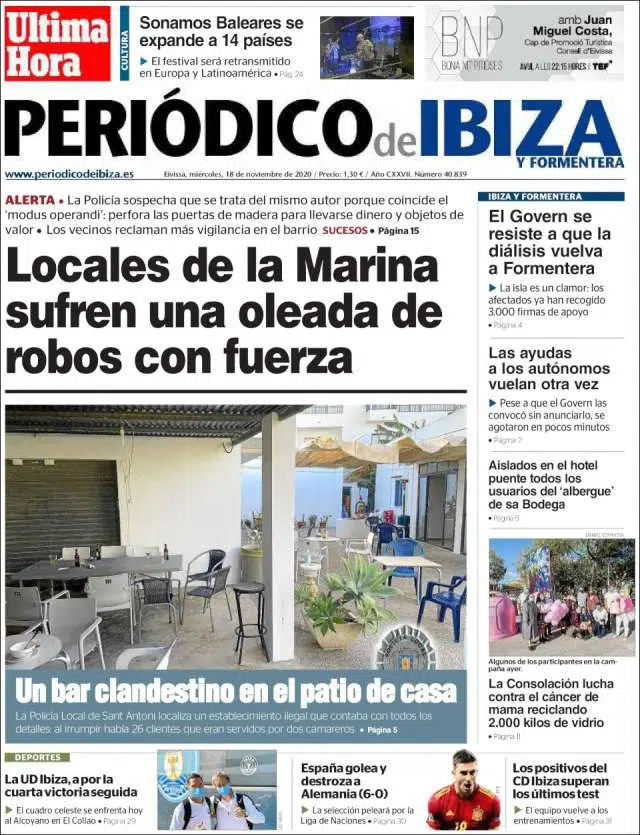 Ultima
Hora
CULTURA
Sonamos Baleares se
expande a 14 países
El festival será retransmitido
en Europa y Latinoamérica • Pág. 24
BNP
BONA NIT PITIÜSES
amb Juan
Miguel Costa,
Cap de Promoció Turística
Consell d'Eivissa
AVUI, A LES 22:15 HORES | TEF
PERIÓDICO de IBIZA
Y FORMENTERA
www.periodicodeibiza.es
Eivissa, miércoles, 18 de noviembre de 2020 / Precio: 1,30 € / Año CXXVII. Número 40.839
ALERTA • La Policía sospecha que se trata del mismo autor porque coincide el
'modus operandi': perfora las puertas de madera para llevarse dinero y objetos de
valor • Los vecinos reclaman más vigilancia en el barrio SUCESOS • Página 15
Locales de la Marina
sufren una oleada de
robos con fuerza
Un bar clandestino en el patio de casa
La Policía Local de Sant Antoni localiza un establecimiento ilegal que contaba con todos los
detalles: al irrumpir había 26 clientes que eran servidos por dos camareros • Página 5
IBIZA Y FORMENTERA
El Govern se
resiste a que la
diálisis vuelva
a Formentera
La isla es un clamor: los
afectados ya han recogido
3.000 firmas de apoyo
• Página 4
Las ayudas
a los autónomos
vuelan otra vez
Pese a que el Govern las
convocó sin anunciarlo, se
agotaron en pocos minutos
• Página 7
Aislados en el hotel
puente todos los
usuarios del 'albergue'
de sa Bodega
• Página 5
DANIEL ESPINOSA
Algunos de los participantes en la cam-
paña ayer.
La Consolación lucha
contra el cáncer de
mama reciclando
2.000 kilos de vidrio
• Página 11
DEPORTES
La UD Ibiza, a por la
cuarta victoria seguida
El cuadro celeste se enfrenta hoy
al Alcoyano en El Collao • Página 29
España golea y
destroza a
Alemania (6-0)
La selección peleará por la
Liga de Naciones • Página 30
Los positivos del
CD Ibiza superan
los últimos test
El equipo vuelve a los
entrenamientos • Página 31